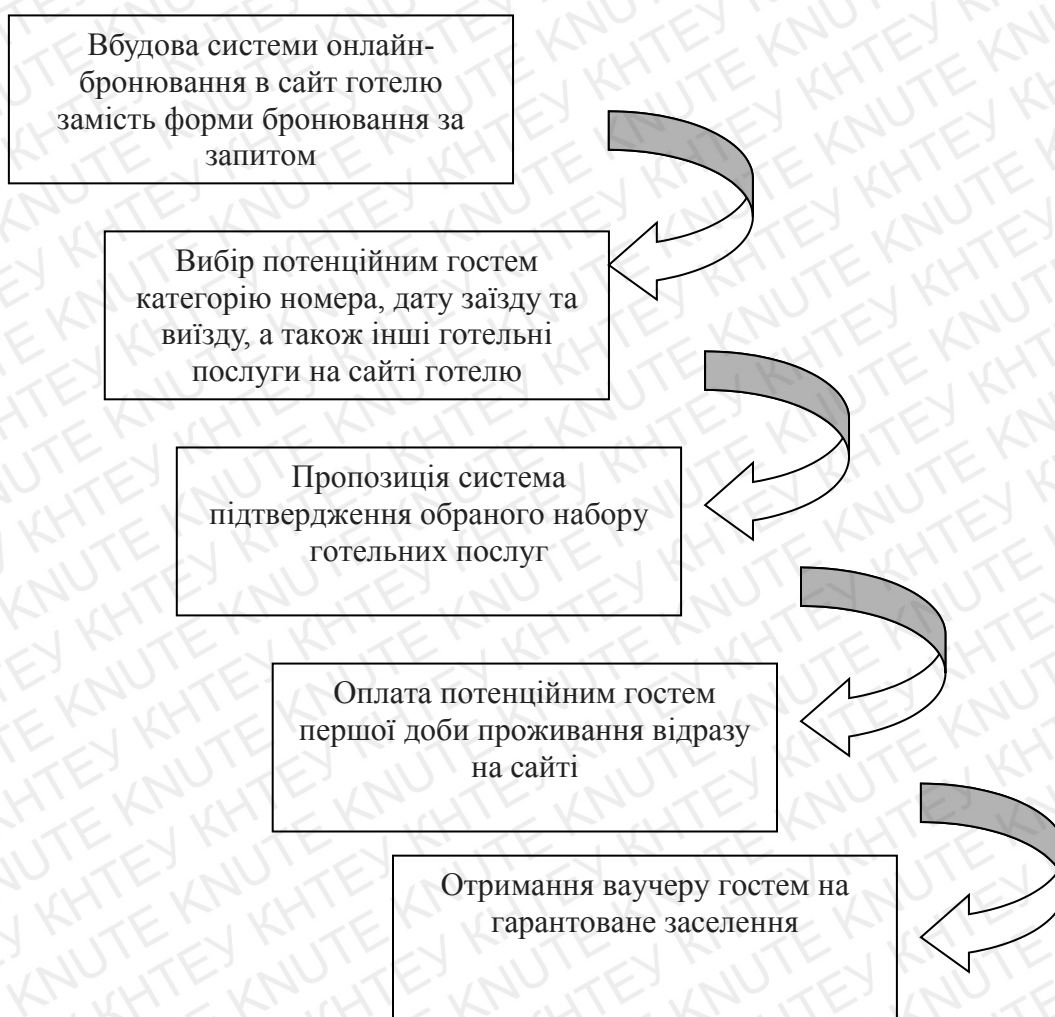 Вбудова системи онлайн-
бронювання в сайт готелю
замість форми бронювання за
запитом
Вибір потенційним гостем
категорію номера, дату заїзду та
виїзду, а також інші готельні
послуги на сайті готелю
Пропозиція система
підтвердження обраного набору
готельних послуг
Оплата потенційним гостем
першої доби проживання відразу
на сайті
Отримання ваучеру гостем на
гарантоване заселення